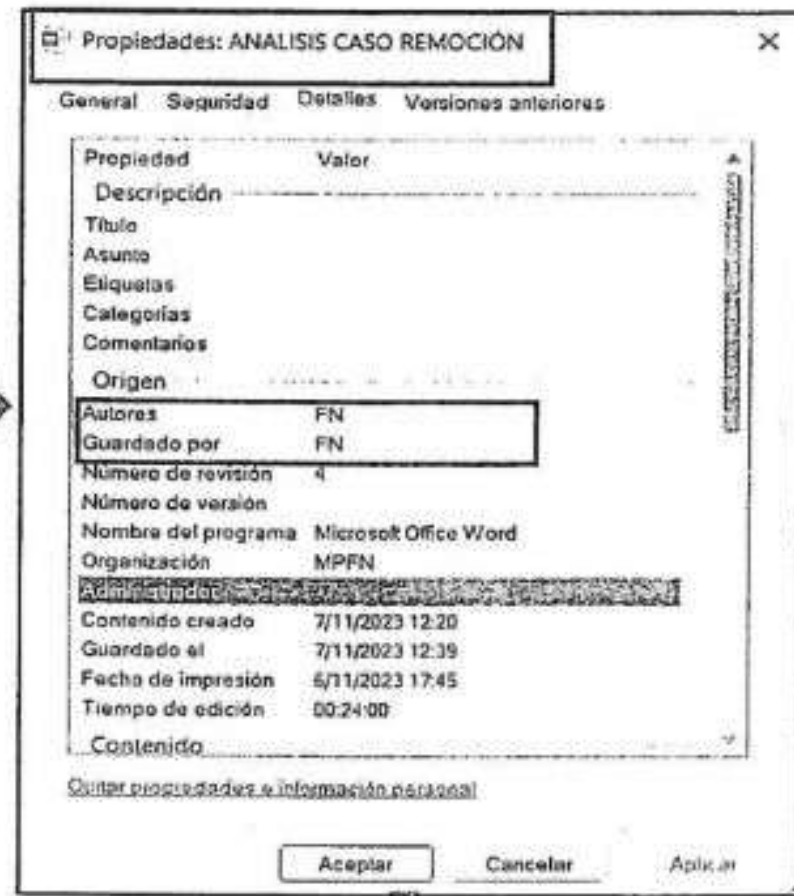 Propiedades: ANALISIS CASO REMOCIÓN
General Seguridad Detalles Versiones anteriores
Propiedad Valor
Descripción
Título
Asunto
Etiquetas
Categorías
Comentarios
Origen
Autores FN
Guardado por FN
Número de revisión 4
Número de versión
Nombre del programa Microsoft Office Word
Organización MPFN
Administrador
Contenido creado 7/11/2023 12:20
Guardado el 7/11/2023 12:39
Fecha de impresión 6/11/2023 17:45
Tiempo de edición 00:24:00
Contenido
Quitar propiedades e información personal
Aceptar Cancelar Aplicar